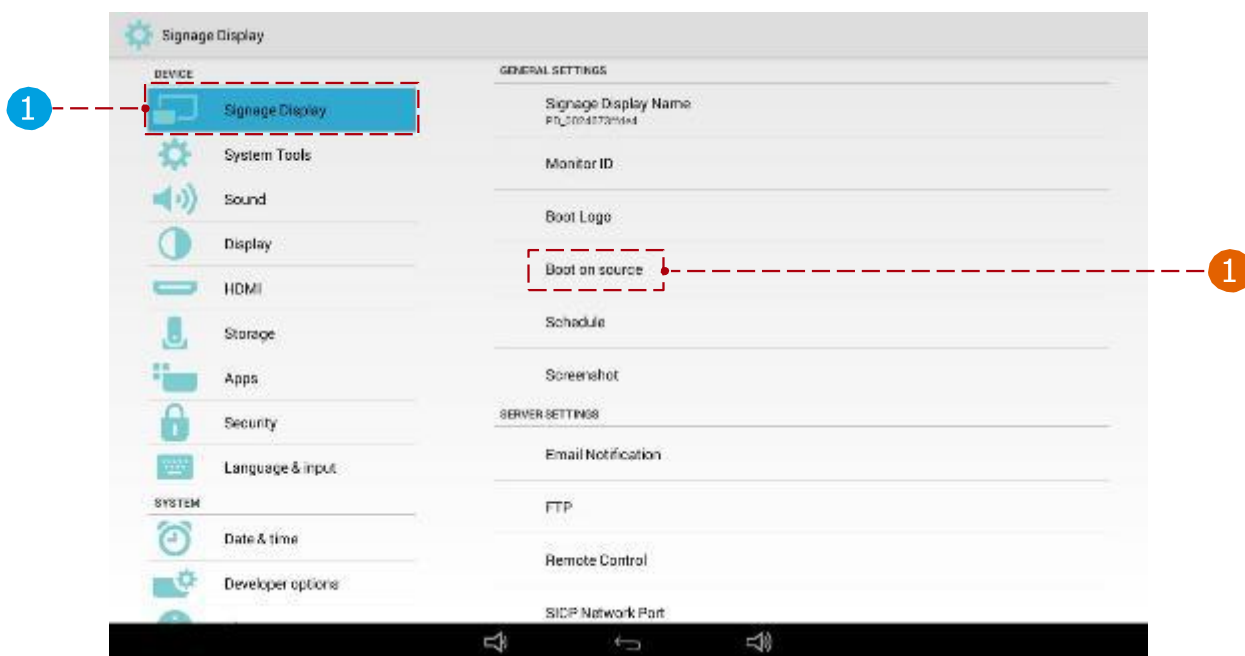 Signage Display
DEVICE
1
Signage Display
System Tools
Sound
Display
HDMI
Storage
Apps
Security
Language & input
SYSTEM
Date & time
Developer options
GENERAL SETTINGS
Signage Display Name
Monitor ID
Boot Logo
Boot on source
1
Schedule
Screenshot
SERVER SETTINGS
Email Notification
FTP
Remote Control
SICP Network Port